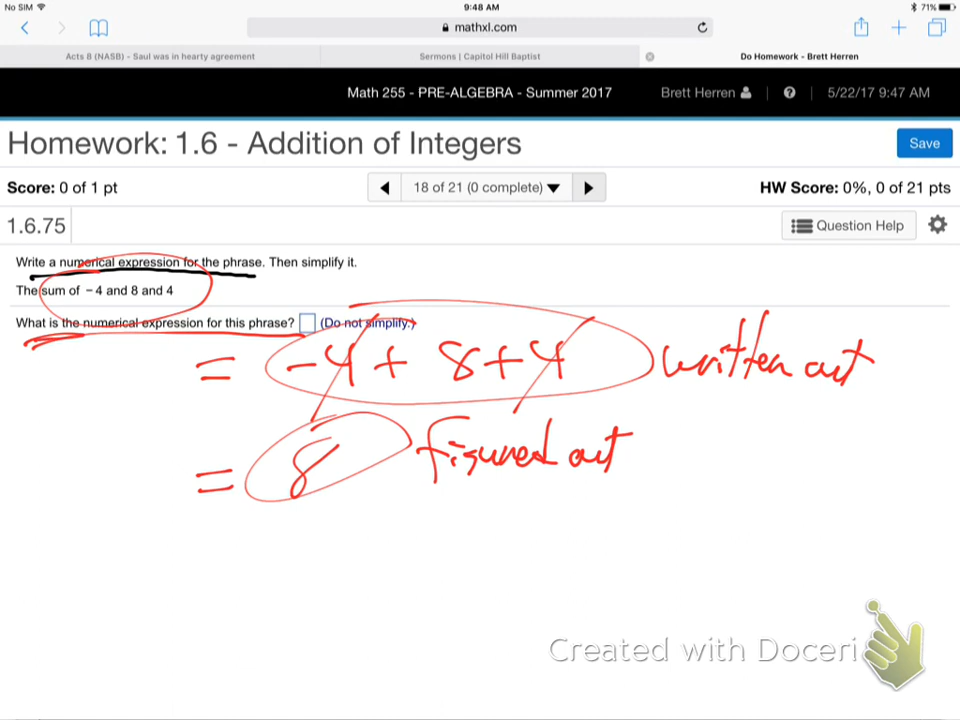 No SIM 9:48 AM 71%
mathxl.com
Acts 8 (NASB) - Saul was in hearty agreement Sermons | Capitol Hill Baptist Do Homework - Brett Herren
Math 255 - PRE-ALGEBRA - Summer 2017 Brett Herren ? 5/22/17 9:47 AM
Homework: 1.6 - Addition of Integers Save
Score: 0 of 1 pt 18 of 21 (0 complete) HW Score: 0%, 0 of 21 pts
1.6.75 Question Help
Write a numerical expression for the phrase. Then simplify it.
The sum of −4 and 8 and 4
What is the numerical expression for this phrase? (Do not simplify.)
= -4 + 8 + 4 written out
= 8 figured out
Created with Doceri